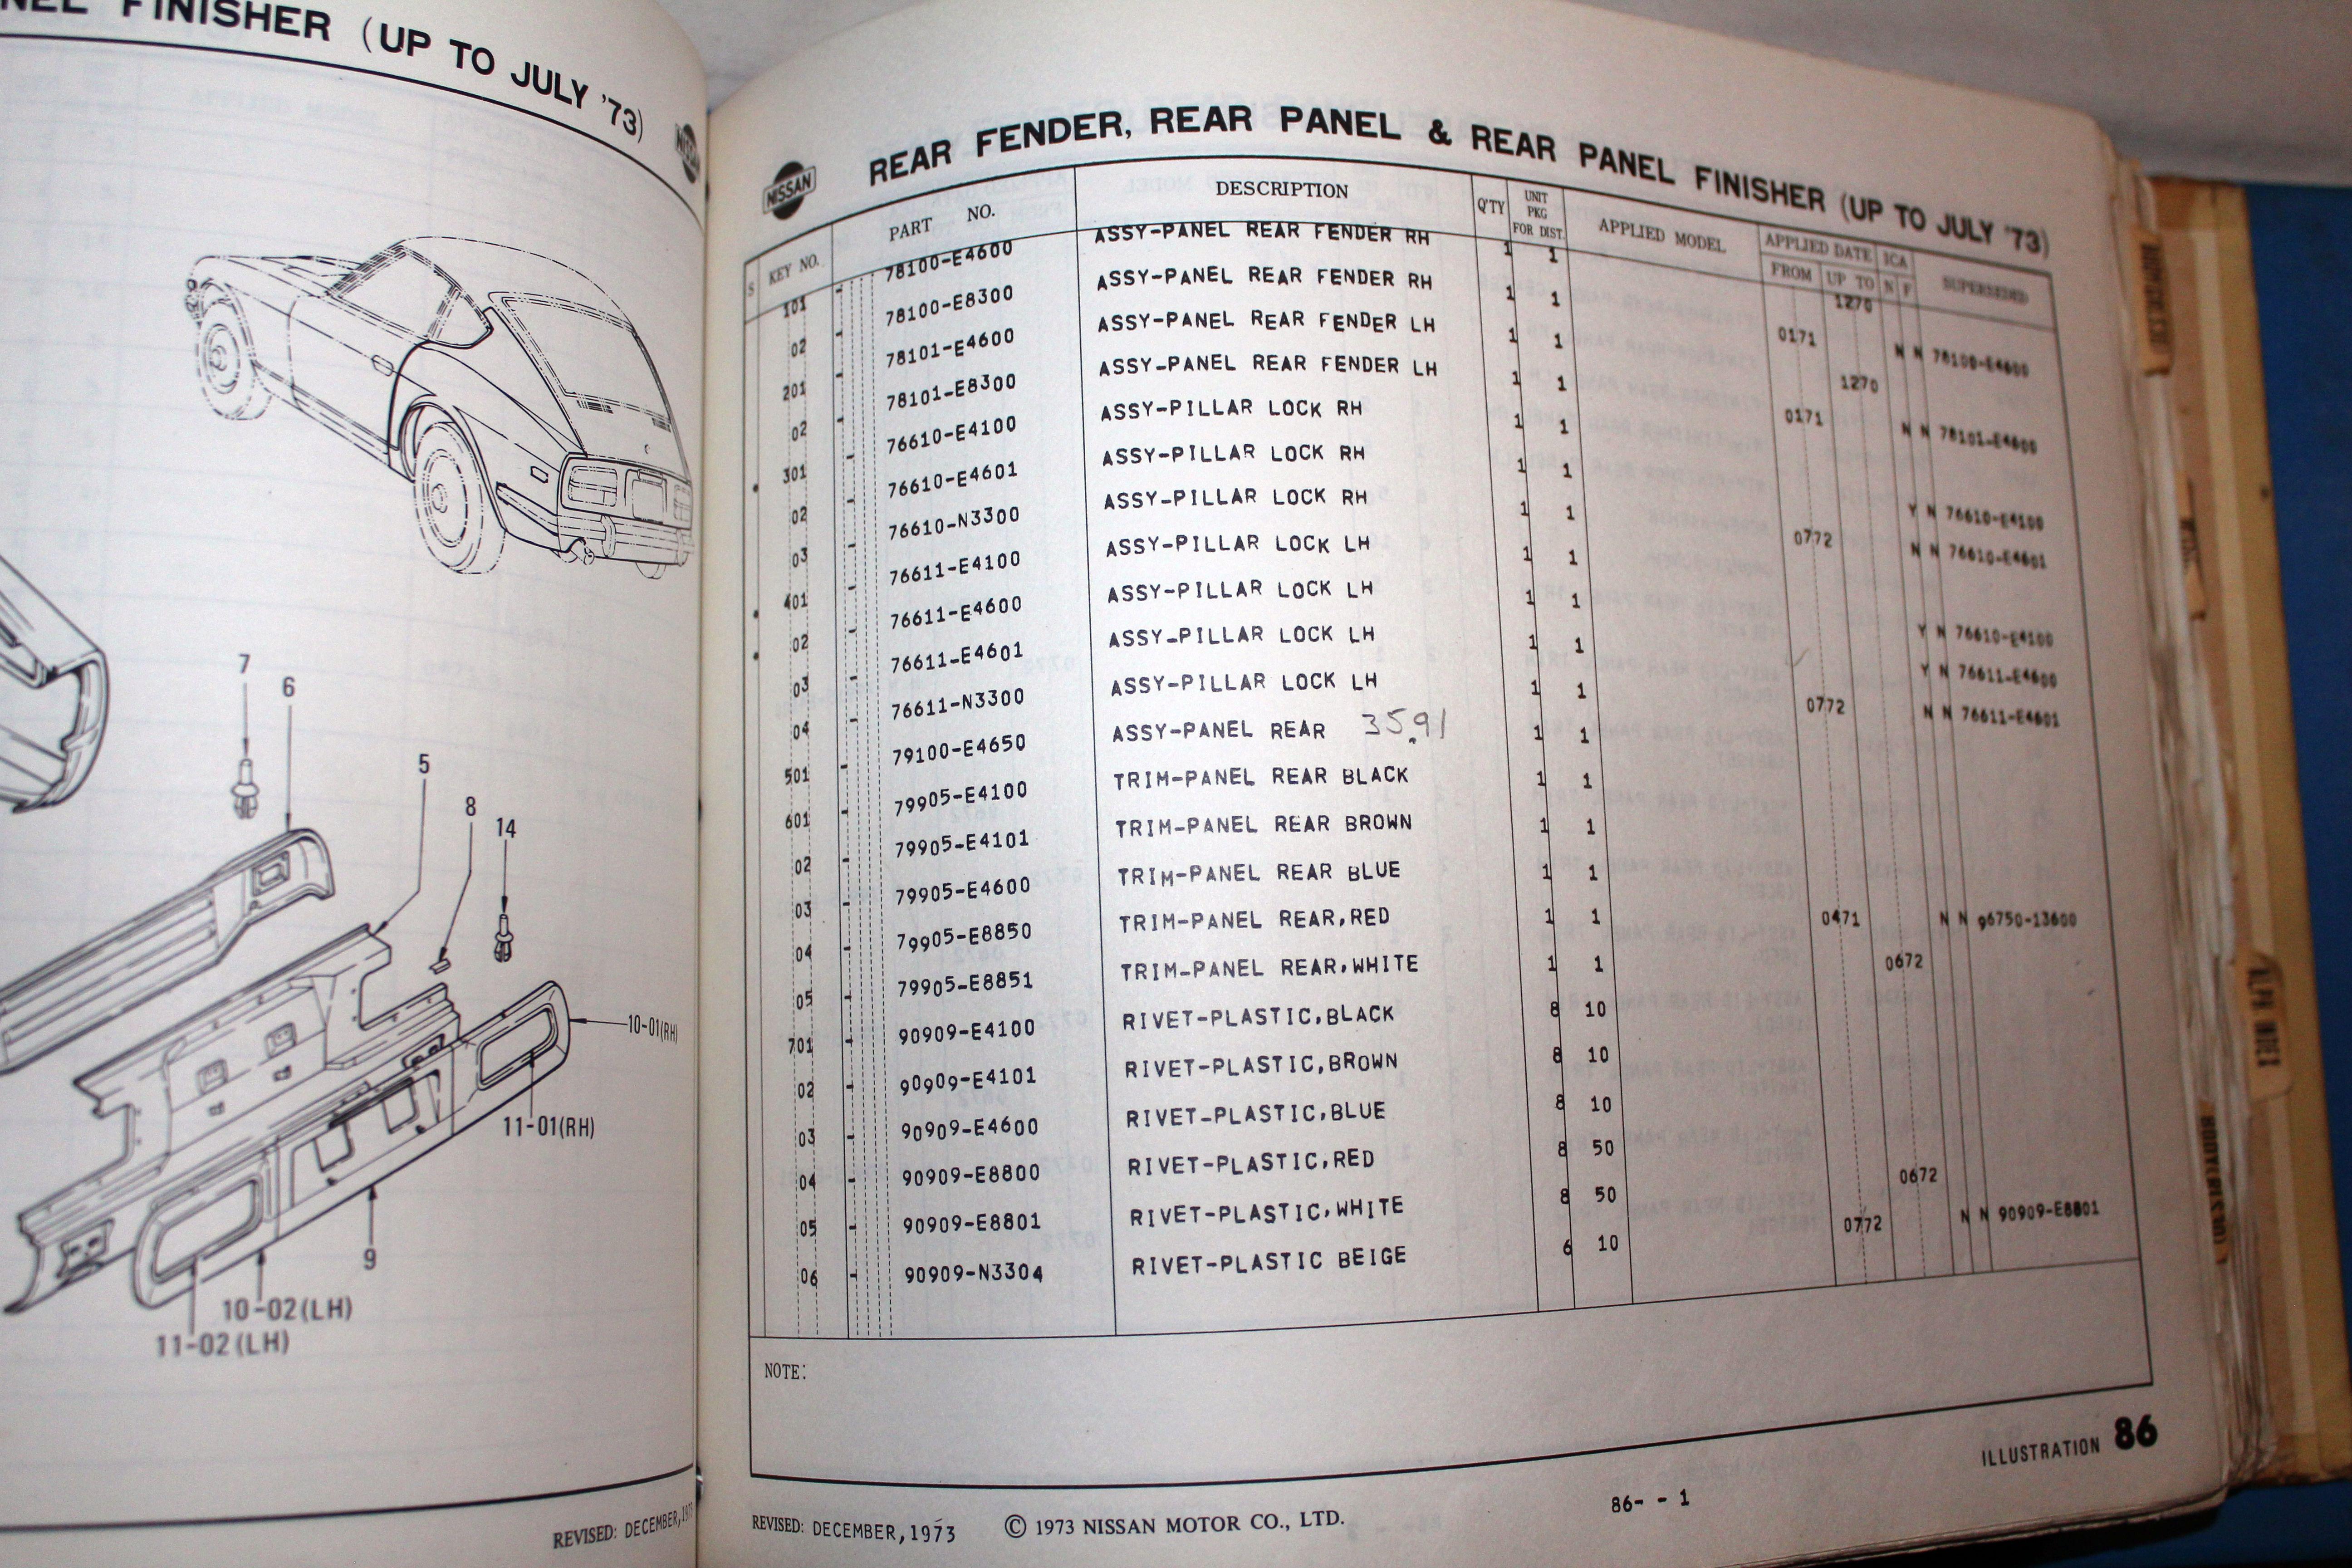 NEL FINISHER (UP TO JULY '73)
7
6
5
8
14
10-01(RH)
11-01(RH)
9
10-02(LH)
11-02(LH)
REVISED: DECEMBER,197
NISSAN
REAR FENDER, REAR PANEL & REAR PANEL FINISHER (UP TO JULY '73)
S KEY NO. PART NO. DESCRIPTION Q'TY UNIT PKG FOR DIST. APPLIED MODEL APPLIED DATE FROM UP TO ICA N F SUPERSEDED
101 - 78100-E4600 ASSY-PANEL REAR FENDER RH 1 1 1270
02 - 78100-E8300 ASSY-PANEL REAR FENDER RH 1 1 0171 N N 78100-E4600
201 - 78101-E4600 ASSY-PANEL REAR FENDER LH 1 1 1270
02 - 78101-E8300 ASSY-PANEL REAR FENDER LH 1 1 0171 N N 78101-E4600
301 - 76610-E4100 ASSY-PILLAR LOCK RH 1 1
02 - 76610-E4601 ASSY-PILLAR LOCK RH 1 1 Y N 76610-E4100
03 - 76610-N3300 ASSY-PILLAR LOCK RH 1 1 0772 N N 76610-E4601
401 - 76611-E4100 ASSY-PILLAR LOCK LH 1 1
02 - 76611-E4600 ASSY-PILLAR LOCK LH 1 1 Y N 76610-E4100
03 - 76611-E4601 ASSY-PILLAR LOCK LH 1 1 Y N 76611-E4600
04 - 76611-N3300 ASSY-PILLAR LOCK LH 1 1 0772 N N 76611-E4601
501 - 79100-E4650 ASSY-PANEL REAR 35.91 1 1
601 - 79905-E4100 TRIM-PANEL REAR BLACK 1 1
02 - 79905-E4101 TRIM-PANEL REAR BROWN 1 1
03 - 79905-E4600 TRIM-PANEL REAR BLUE 1 1
04 - 79905-E8850 TRIM-PANEL REAR,RED 1 1 0471 N N 96750-13600
05 - 79905-E8851 TRIM-PANEL REAR,WHITE 1 1 0672
701 - 90909-E4100 RIVET-PLASTIC,BLACK 8 10
02 - 90909-E4101 RIVET-PLASTIC,BROWN 8 10
03 - 90909-E4600 RIVET-PLASTIC,BLUE 8 10
04 - 90909-E8800 RIVET-PLASTIC,RED 8 50
05 - 90909-E8801 RIVET-PLASTIC,WHITE 8 50 0672
06 - 90909-N3304 RIVET-PLASTIC BEIGE 6 10 0772 N N 90909-E8801
NOTE:
ILLUSTRATION 86
86- - 1
REVISED: DECEMBER,1973 © 1973 NISSAN MOTOR CO., LTD.
ALPH INDEX